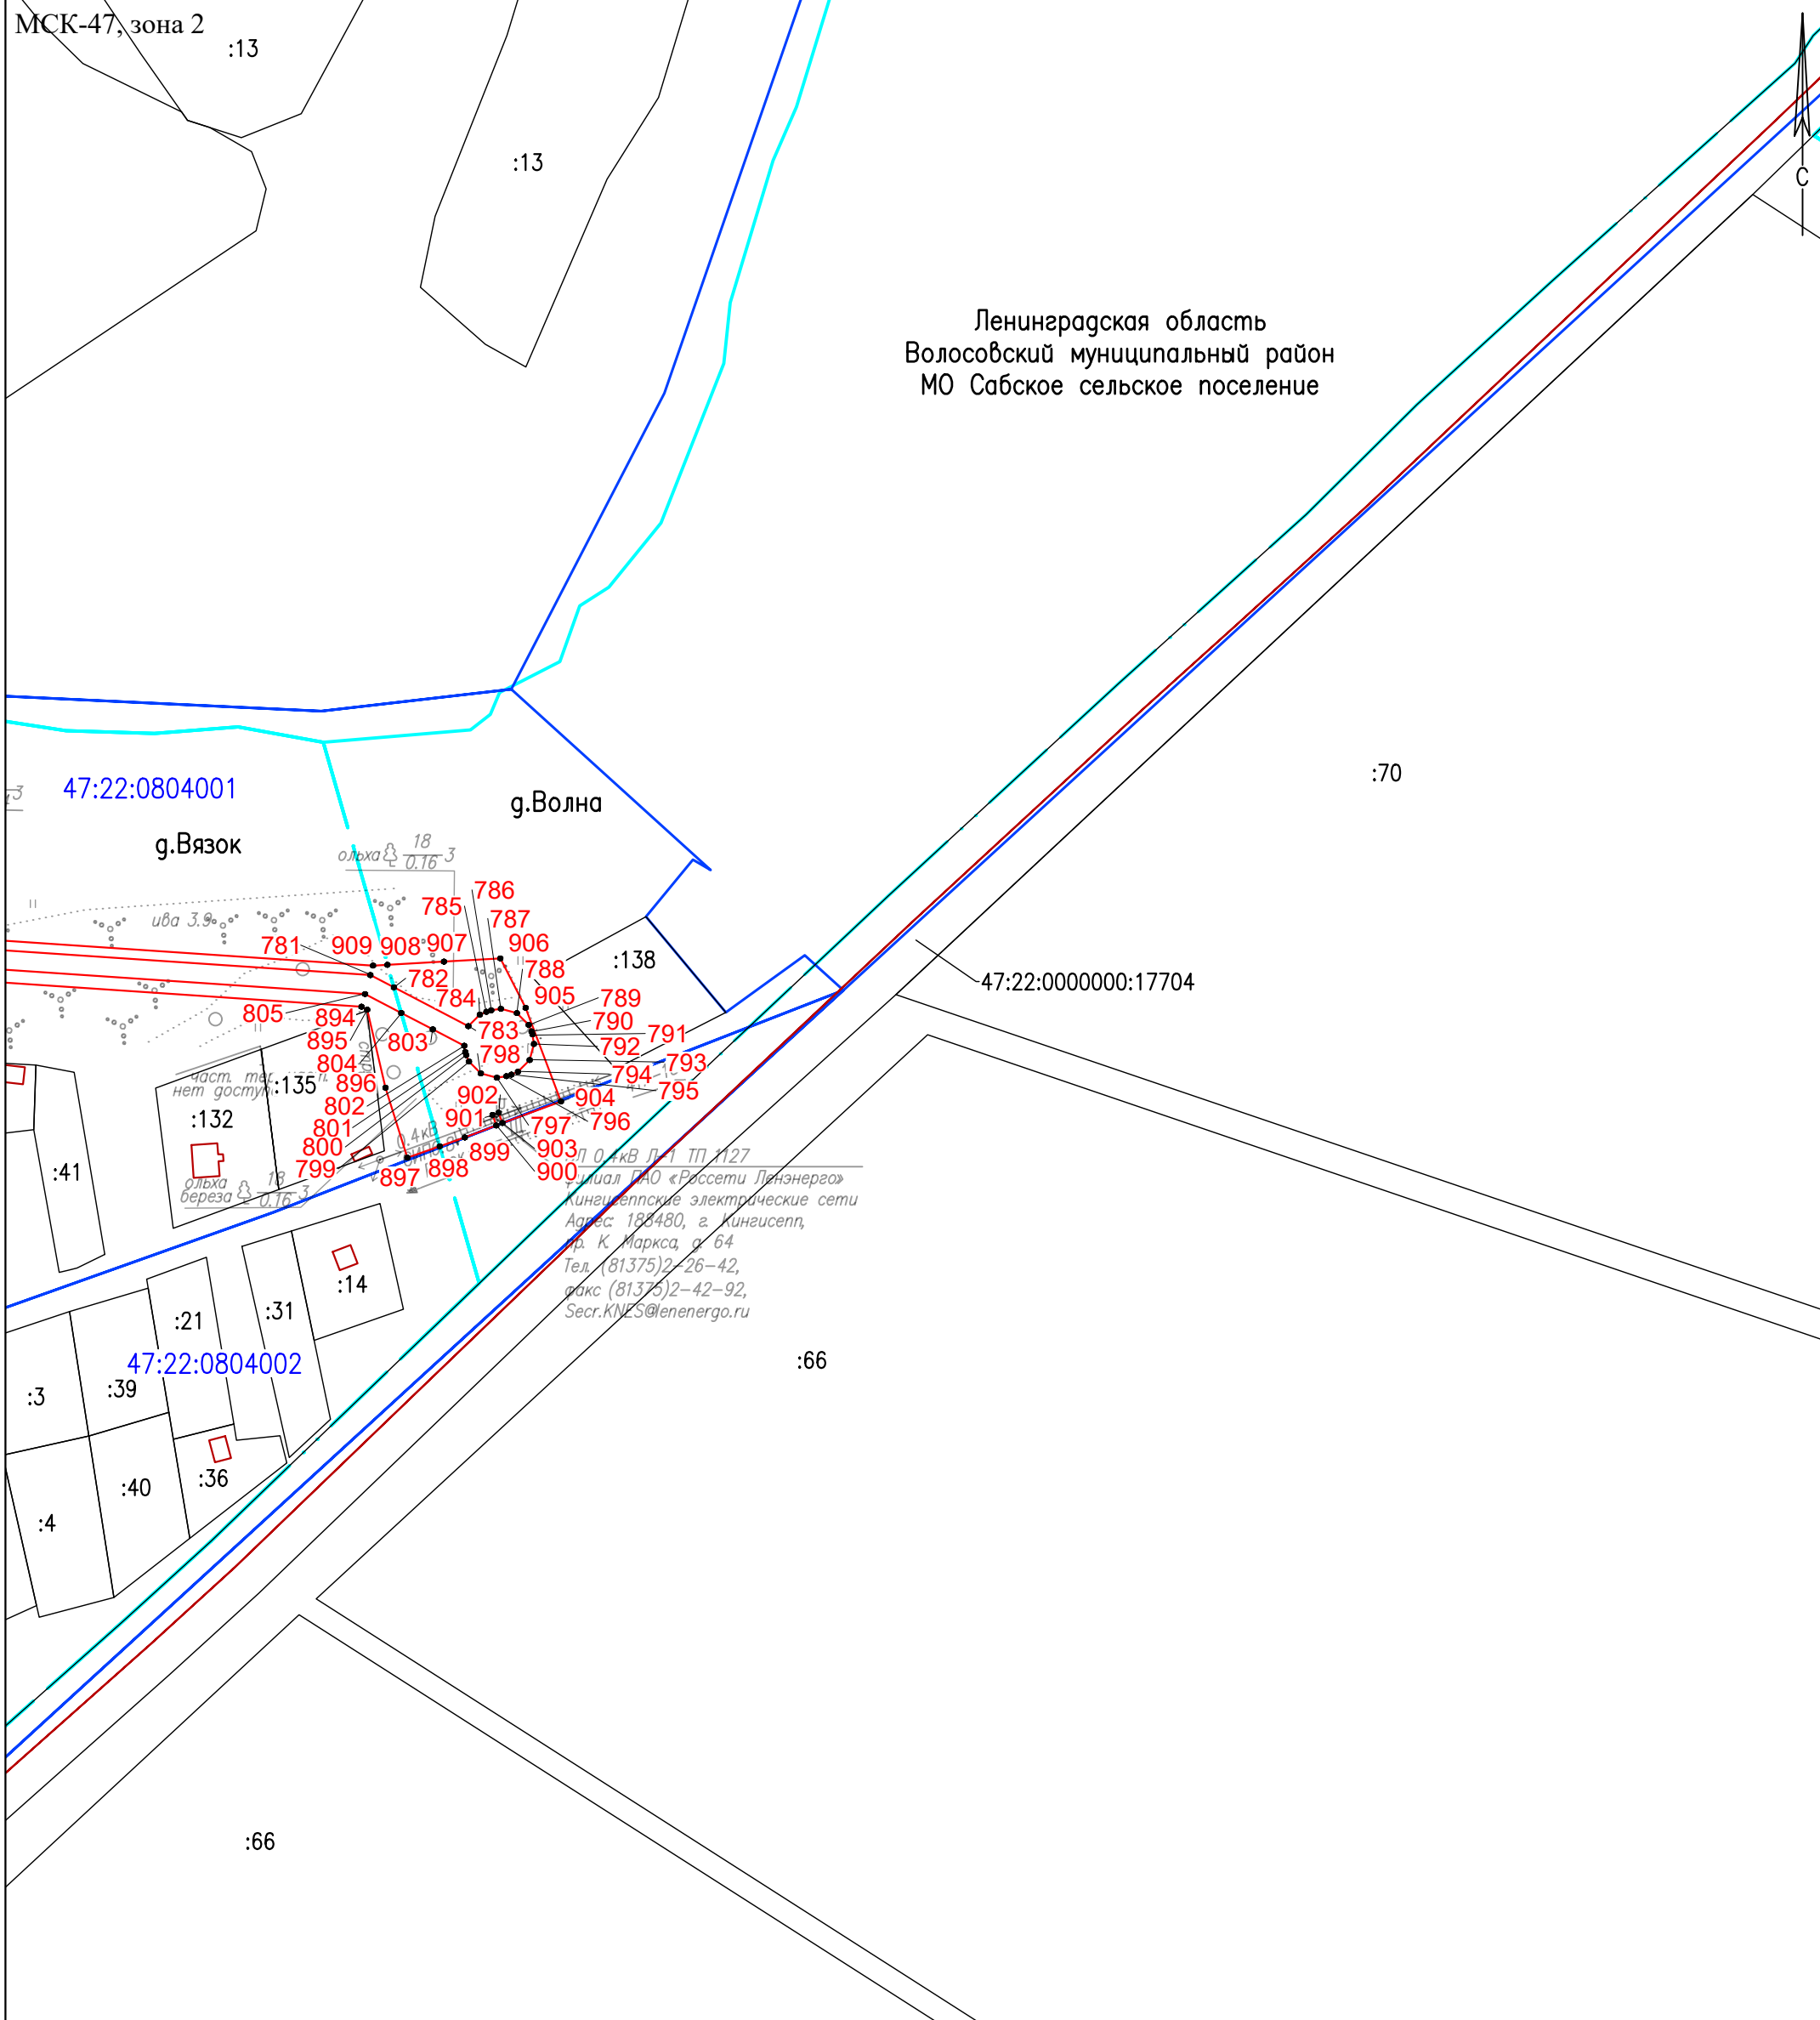 МСК-47, зона 2
:13
:13
С
Ленинградская область
Волосовский муниципальный район
МО Сабское сельское поселение
:70
47:22:0804001
д.Вязок
д.Волна
3
ольха 18 0.16 3
ива 3.9
786
785
787
781
909
908
907
906
788
:138
47:22:0000000:17704
782
784
905
789
805
894
783
790
791
895
803
792
804
798
793
896
794
795
част.
нет доступ
:135
:132
802
902
904
801
901
796
0.4кВ
797
800
899
903
799
898
900
897
:41
ольха
береза 18 0.16 3
0.4кВ Л-1 ТП 1127
филиал ПАО «Россети Ленэнерго»
Кингисеппские электрические сети
Адрес: 188480, г. Кингисепп,
пр. К. Маркса, д. 64
Тел. (81375)2-26-42,
факс (81375)2-42-92,
Secr.KNES@lenenergo.ru
:14
:31
:21
47:22:0804002
:66
:3
:39
:36
:40
:4
:66